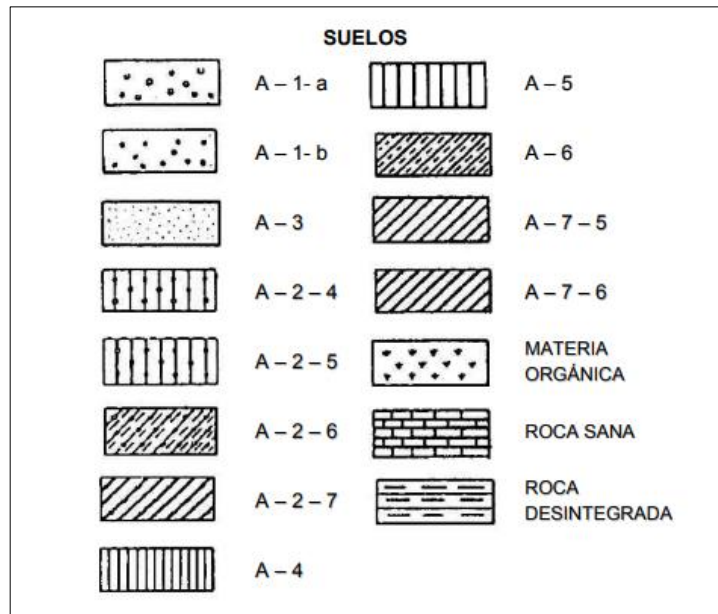 SUELOS
A – 1- a
A – 1- b
A – 3
A – 2 – 4
A – 2 – 5
A – 2 – 6
A – 2 – 7
A – 4
A – 5
A – 6
A – 7 – 5
A – 7 – 6
MATERIA
ORGÁNICA
ROCA SANA
ROCA
DESINTEGRADA